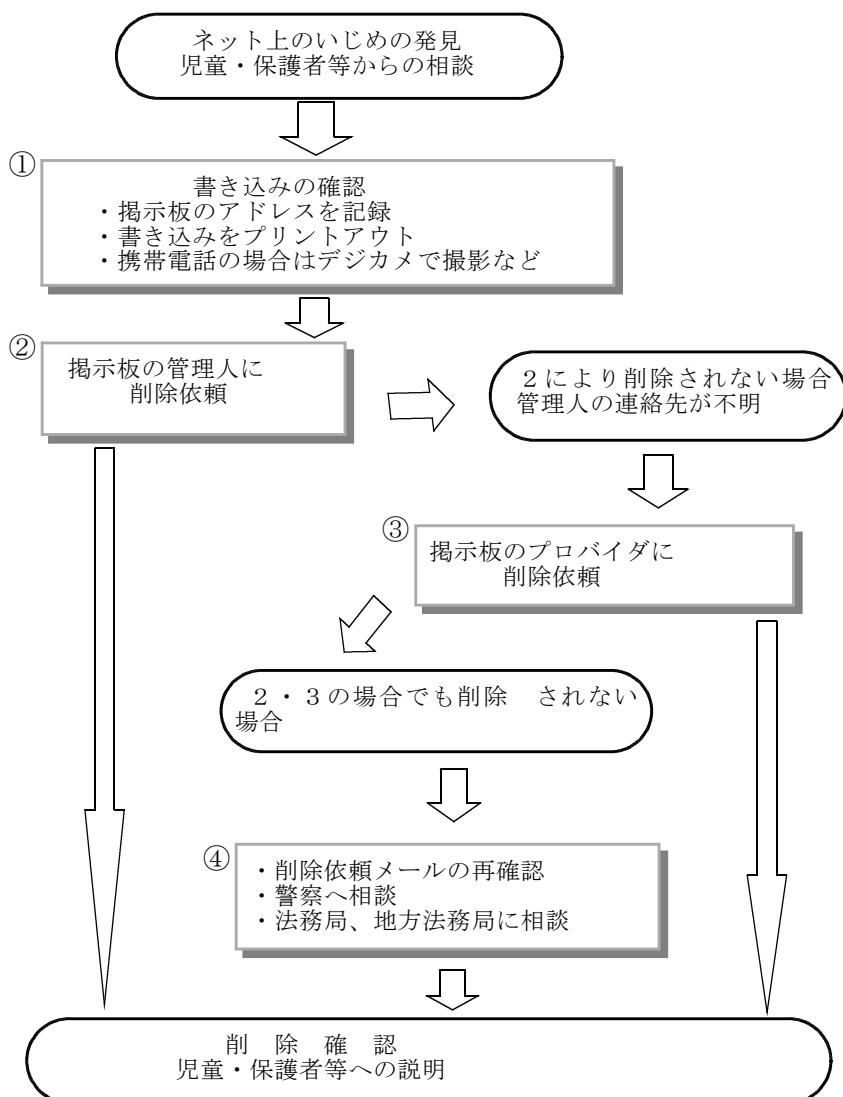 ネット上のいじめの発見
児童・保護者等からの相談
①
書き込みの確認
・掲示板のアドレスを記録
・書き込みをプリントアウト
・携帯電話の場合はデジカメで撮影など
②
掲示板の管理人に
削除依頼
２により削除されない場合
管理人の連絡先が不明
③
掲示板のプロバイダに
削除依頼
２・３の場合でも削除　されない
場合
④
・削除依頼メールの再確認
・警察へ相談
・法務局、地方法務局に相談
削　除　確　認
児童・保護者等への説明